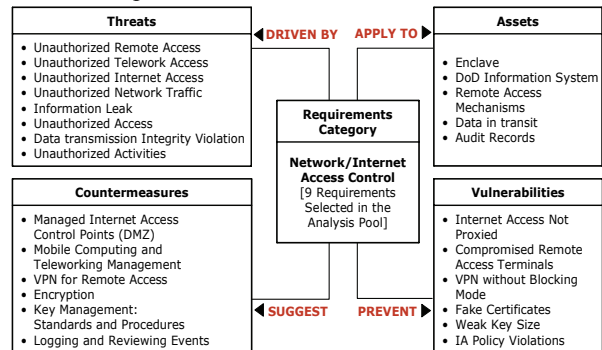 Threats
• Unauthorized Remote Access
• Unauthorized Telework Access
• Unauthorized Internet Access
• Unauthorized Network Traffic
• Information Leak
• Unauthorized Access
• Data transmission Integrity Violation
• Unauthorized Activities
DRIVEN BY
APPLY TO
Assets
• Enclave
• DoD Information System
• Remote Access
Mechanisms
• Data in transit
• Audit Records
Requirements
Category
Network/Internet
Access Control
[9 Requirements
Selected in the
Analysis Pool]
Countermeasures
• Managed Internet Access
Control Points (DMZ)
• Mobile Computing and
Teleworking Management
• VPN for Remote Access
• Encryption
• Key Management:
Standards and Procedures
• Logging and Reviewing Events
SUGGEST
PREVENT
Vulnerabilities
• Internet Access Not
Proxied
• Compromised Remote
Access Terminals
• VPN without Blocking
Mode
• Fake Certificates
• Weak Key Size
• IA Policy Violations